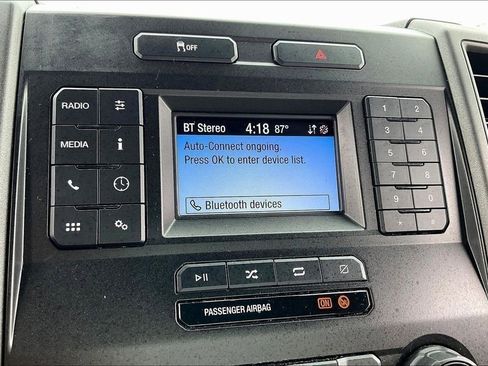 OFF
RADIO
MEDIA
i
BT Stereo 4:18 87°
Auto-Connect ongoing.
Press OK to enter device list.
Bluetooth devices
1 2
3 4
5 6
7 8
9 0
* #
PASSENGER AIRBAG ON